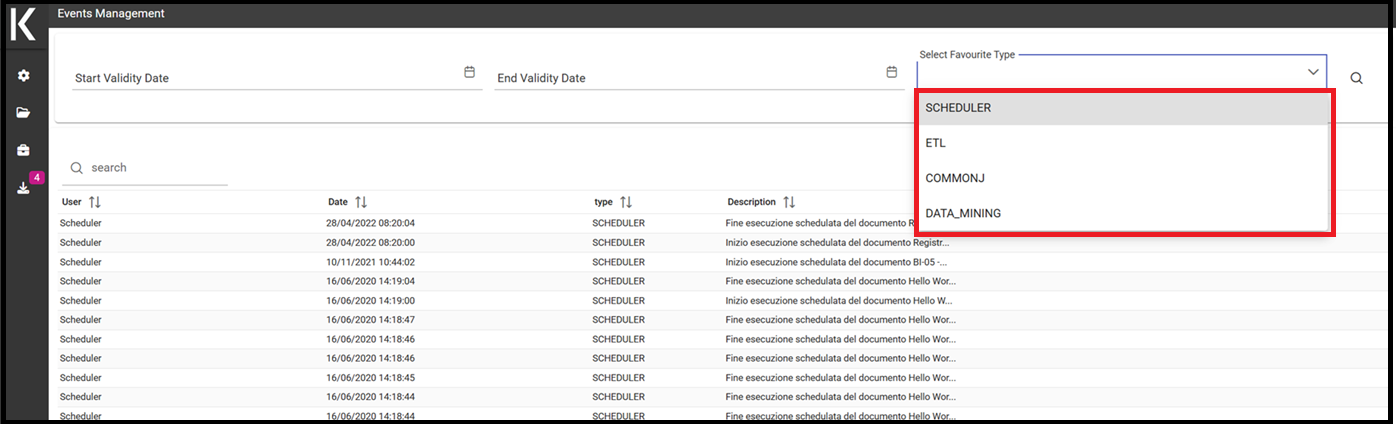 K
Events Management
Start Validity Date
End Validity Date
Select Favourite Type
SCHEDULER
ETL
COMMONJ
DATA_MINING
4
search
User Date type Description
Scheduler 28/04/2022 08:20:04 SCHEDULER Fine esecuzione schedulata del documento R
Scheduler 28/04/2022 08:20:00 SCHEDULER Inizio esecuzione schedulata del documento Registr...
Scheduler 10/11/2021 10:44:02 SCHEDULER Inizio esecuzione schedulata del documento BI-05 -...
Scheduler 16/06/2020 14:19:04 SCHEDULER Fine esecuzione schedulata del documento Hello Wor...
Scheduler 16/06/2020 14:19:00 SCHEDULER Inizio esecuzione schedulata del documento Hello W...
Scheduler 16/06/2020 14:18:47 SCHEDULER Fine esecuzione schedulata del documento Hello Wor...
Scheduler 16/06/2020 14:18:46 SCHEDULER Fine esecuzione schedulata del documento Hello Wor...
Scheduler 16/06/2020 14:18:46 SCHEDULER Fine esecuzione schedulata del documento Hello Wor...
Scheduler 16/06/2020 14:18:45 SCHEDULER Fine esecuzione schedulata del documento Hello Wor...
Scheduler 16/06/2020 14:18:44 SCHEDULER Fine esecuzione schedulata del documento Hello Wor...
Scheduler 16/06/2020 14:18:44 SCHEDULER Fine esecuzione schedulata del documento Hello Wor...